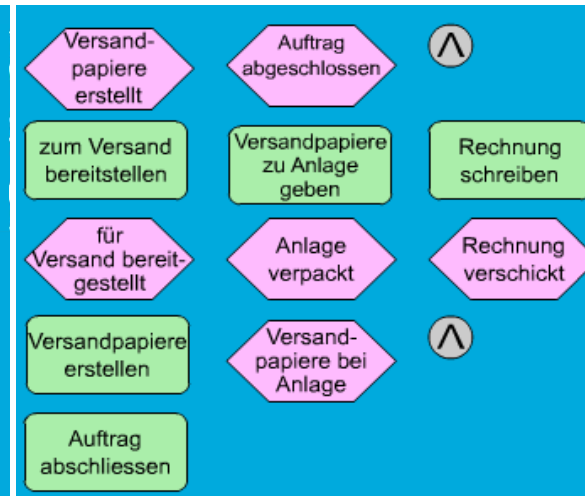 Versand-
papiere
erstellt
Auftrag
abgeschlossen
Λ
zum Versand
bereitstellen
Versandpapiere
zu Anlage
geben
Rechnung
schreiben
für
Versand bereit-
gestellt
Anlage
verpackt
Rechnung
verschickt
Versandpapiere
erstellen
Versand-
papiere bei
Anlage
Λ
Auftrag
abschliessen